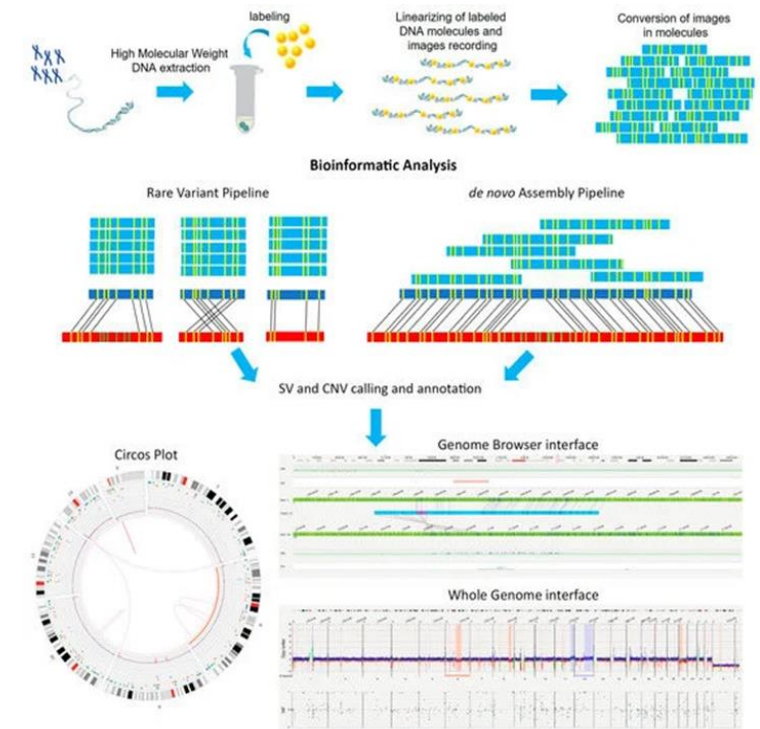 labeling
High Molecular Weight
DNA extraction
Linearizing of labeled
DNA molecules and
images recording
Conversion of images
in molecules
Bioinformatic Analysis
Rare Variant Pipeline
de novo Assembly Pipeline
SV and CNV calling and annotation
Circos Plot
Genome Browser interface
Whole Genome interface